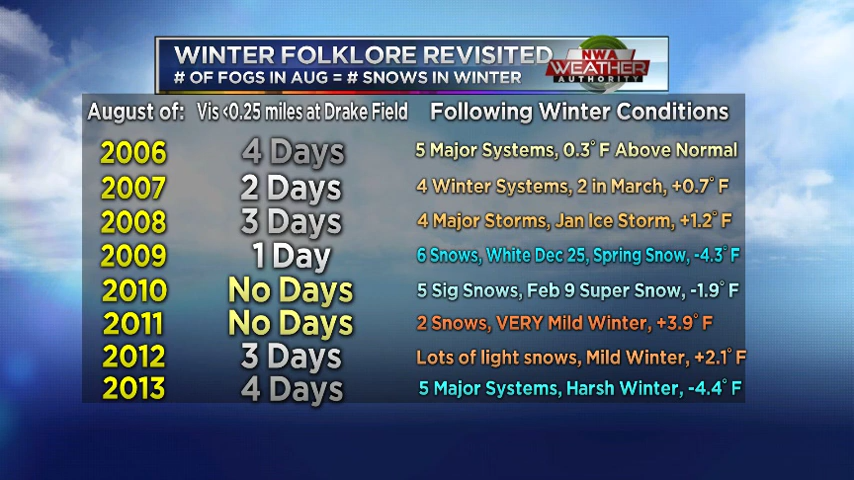 WINTER FOLKLORE REVISITED
NWA
WEATHER
AUTHORITY
# OF FOGS IN AUG = # SNOWS IN WINTER
August of: Vis <0.25 miles at Drake Field Following Winter Conditions
2006 4 Days 5 Major Systems, 0.3° F Above Normal
2007 2 Days 4 Winter Systems, 2 in March, +0.7° F
2008 3 Days 4 Major Storms, Jan Ice Storm, +1.2° F
2009 1 Day 6 Snows, White Dec 25, Spring Snow, -4.3° F
2010 No Days 5 Sig Snows, Feb 9 Super Snow, -1.9° F
2011 No Days 2 Snows, VERY Mild Winter, +3.9° F
2012 3 Days Lots of light snows, Mild Winter, +2.1° F
2013 4 Days 5 Major Systems, Harsh Winter, -4.4° F